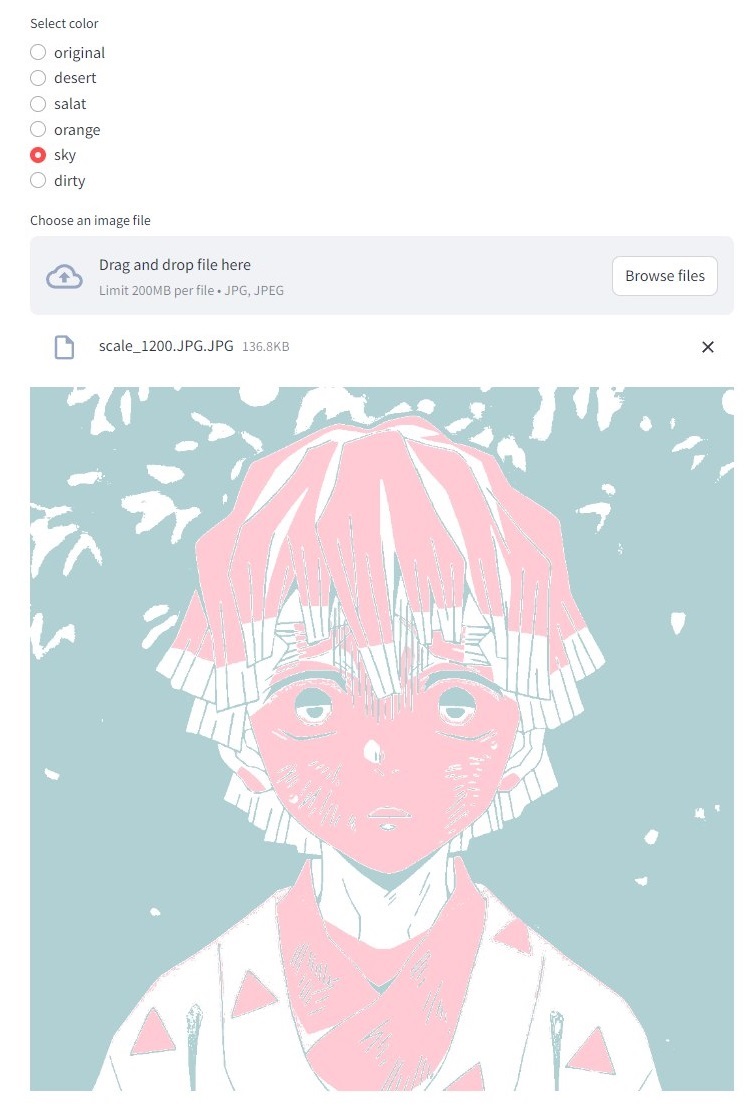 Select color
original
desert
salat
orange
sky
dirty
Choose an image file
Drag and drop file here
Limit 200MB per file • JPG, JPEG
Browse files
scale_1200.JPG.JPG 136.8KB